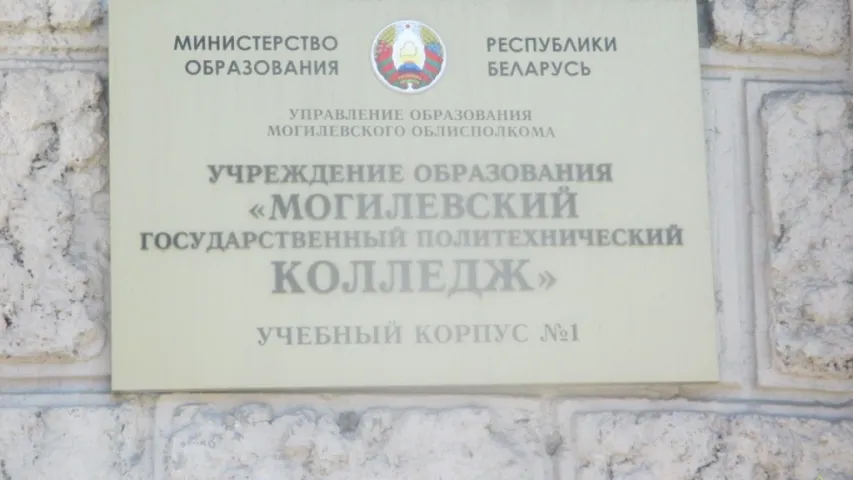 МИНИСТЕРСТВО РЕСПУБЛИКИ
ОБРАЗОВАНИЯ БЕЛАРУСЬ
УПРАВЛЕНИЕ ОБРАЗОВАНИЯ
МОГИЛЕВСКОГО ОБЛИСПОЛКОМА
УЧРЕЖДЕНИЕ ОБРАЗОВАНИЯ
«МОГИЛЕВСКИЙ
ГОСУДАРСТВЕННЫЙ ПОЛИТЕХНИЧЕСКИЙ
КОЛЛЕДЖ»
УЧЕБНЫЙ КОРПУС №1